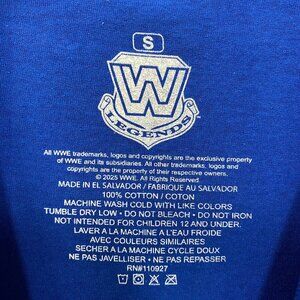 S
W
LEGENDS
All WWE trademarks, logos and copyrights are the exclusive property
of WWE and its subsidiaries. All other trademarks, logos and
copyrights are the property of their respective owners.
© 2025 WWE. All Rights Reserved.
MADE IN EL SALVADOR / FABRIQUE AU SALVADOR
100% COTTON / COTON
MACHINE WASH COLD WITH LIKE COLORS
TUMBLE DRY LOW - DO NOT BLEACH - DO NOT IRON
NOT INTENDED FOR CHILDREN 12 AND UNDER.
LAVER A LA MACHINE A L'EAU FROIDE
AVEC COULEURS SIMILAIRES
SECHER A LA MACHINE CYCLE DOUX
NE PAS JAVELLISER - NE PAS REPASSER
RN#110927